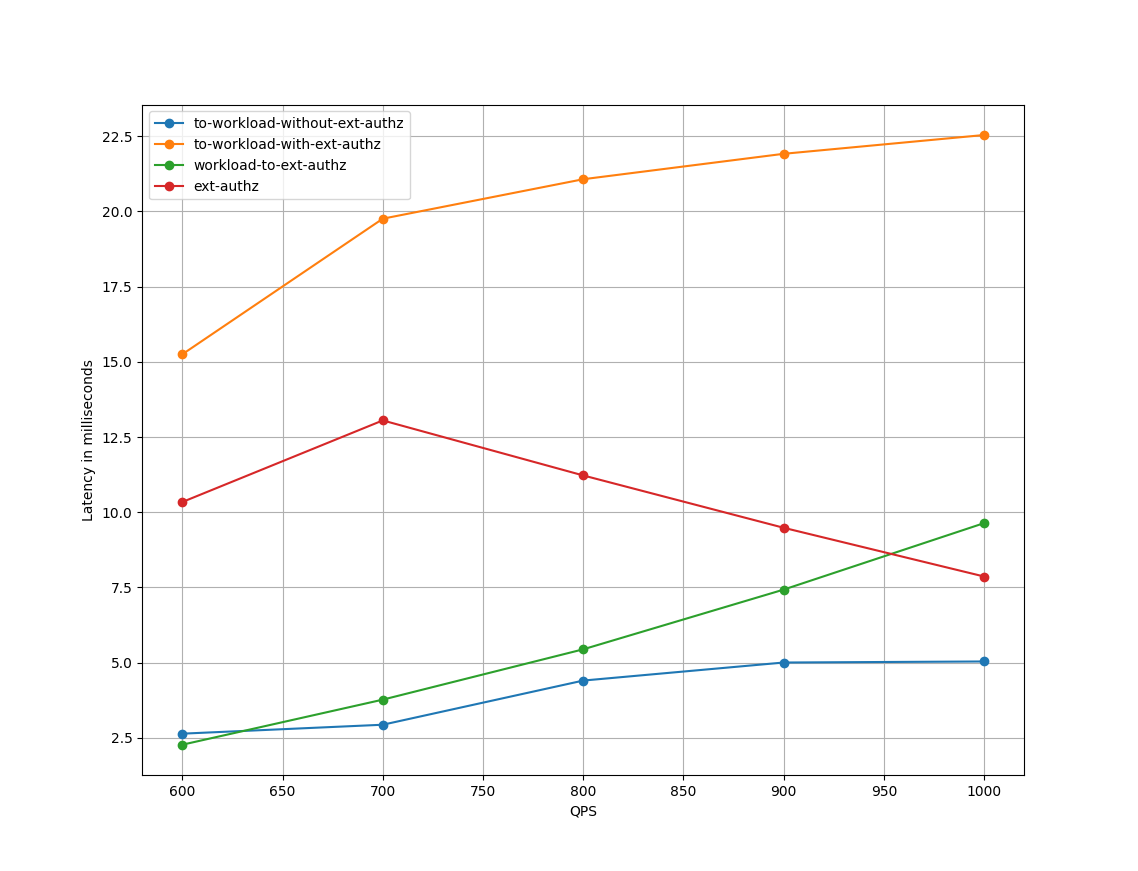 to-workload-without-ext-authz
to-workload-with-ext-authz
workload-to-ext-authz
ext-authz
22.5
20.0
17.5
15.0
12.5
10.0
7.5
5.0
2.5
Latency in milliseconds
600 650 700 750 800 850 900 950 1000
QPS